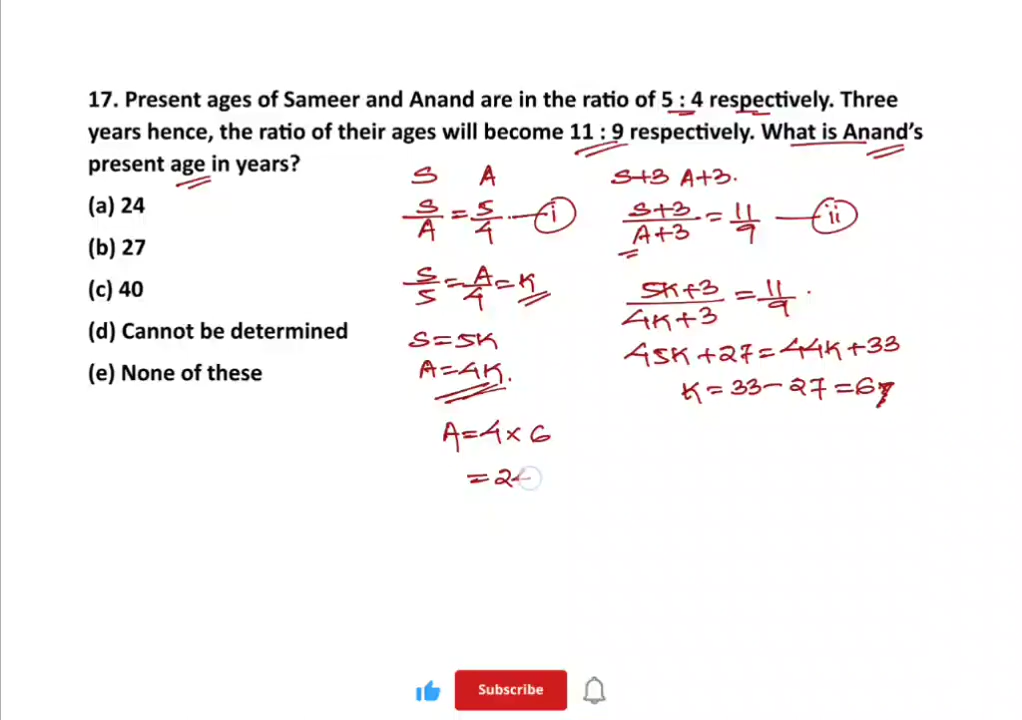 17. Present ages of Sameer and Anand are in the ratio of 5 : 4 respectively. Three
years hence, the ratio of their ages will become 11 : 9 respectively. What is Anand's
present age in years?
(a) 24
(b) 27
(c) 40
(d) Cannot be determined
(e) None of these
S A
S/A = 5/4 — (i)
S/5 = A/4 = K
S = 5K
A = 4K.
A = 4 × 6
= 24
S+3 A+3.
S+3/A+3 = 11/9 — (ii)
5K+3/4K+3 = 11/9 .
45K + 27 = 44K + 33
K = 33 - 27 = 6
Subscribe